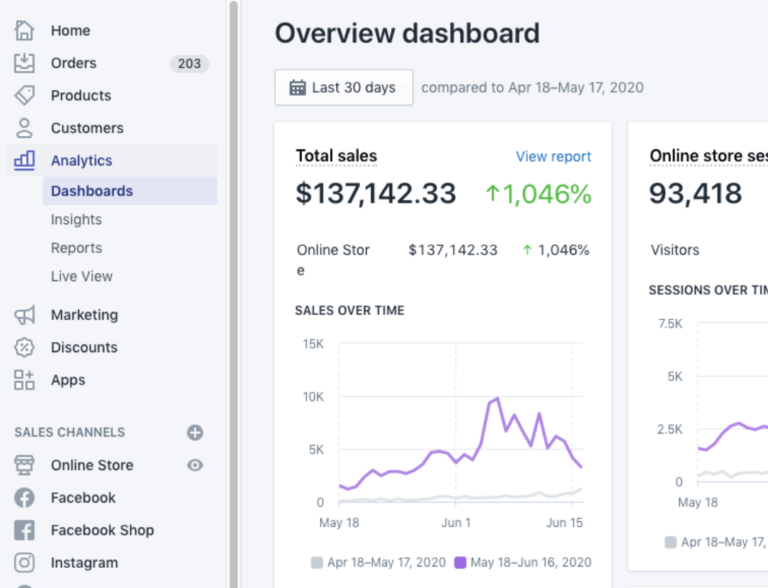 Home
Orders 203
Products
Customers
Analytics
Dashboards
Insights
Reports
Live View
Marketing
Discounts
Apps
SALES CHANNELS
Online Store
Facebook
Facebook Shop
Instagram
Overview dashboard
Last 30 days compared to Apr 18–May 17, 2020
Total sales View report
$137,142.33 ↑1,046%
Online Stor $137,142.33 ↑ 1,046%
e
SALES OVER TIME
15K
10K
5K
0
May 18 Jun 1 Jun 15
Apr 18–May 17, 2020 May 18–Jun 16, 2020
Online store ses
93,418
Visitors
SESSIONS OVER TIM
7.5K
5K
2.5K
0
May 18
Apr 18–May 17,